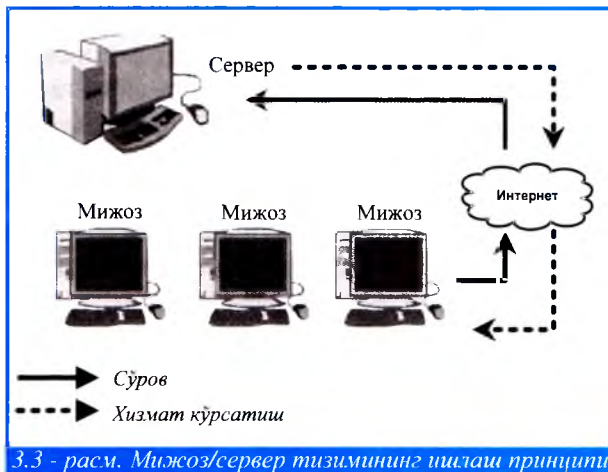 Сервер
Интернет
Мижоз Мижоз Мижоз
Сўров
Хизмат кўрсатиш
3.3 - расм. Мижоз/сервер тизимининг ишлаш принципи